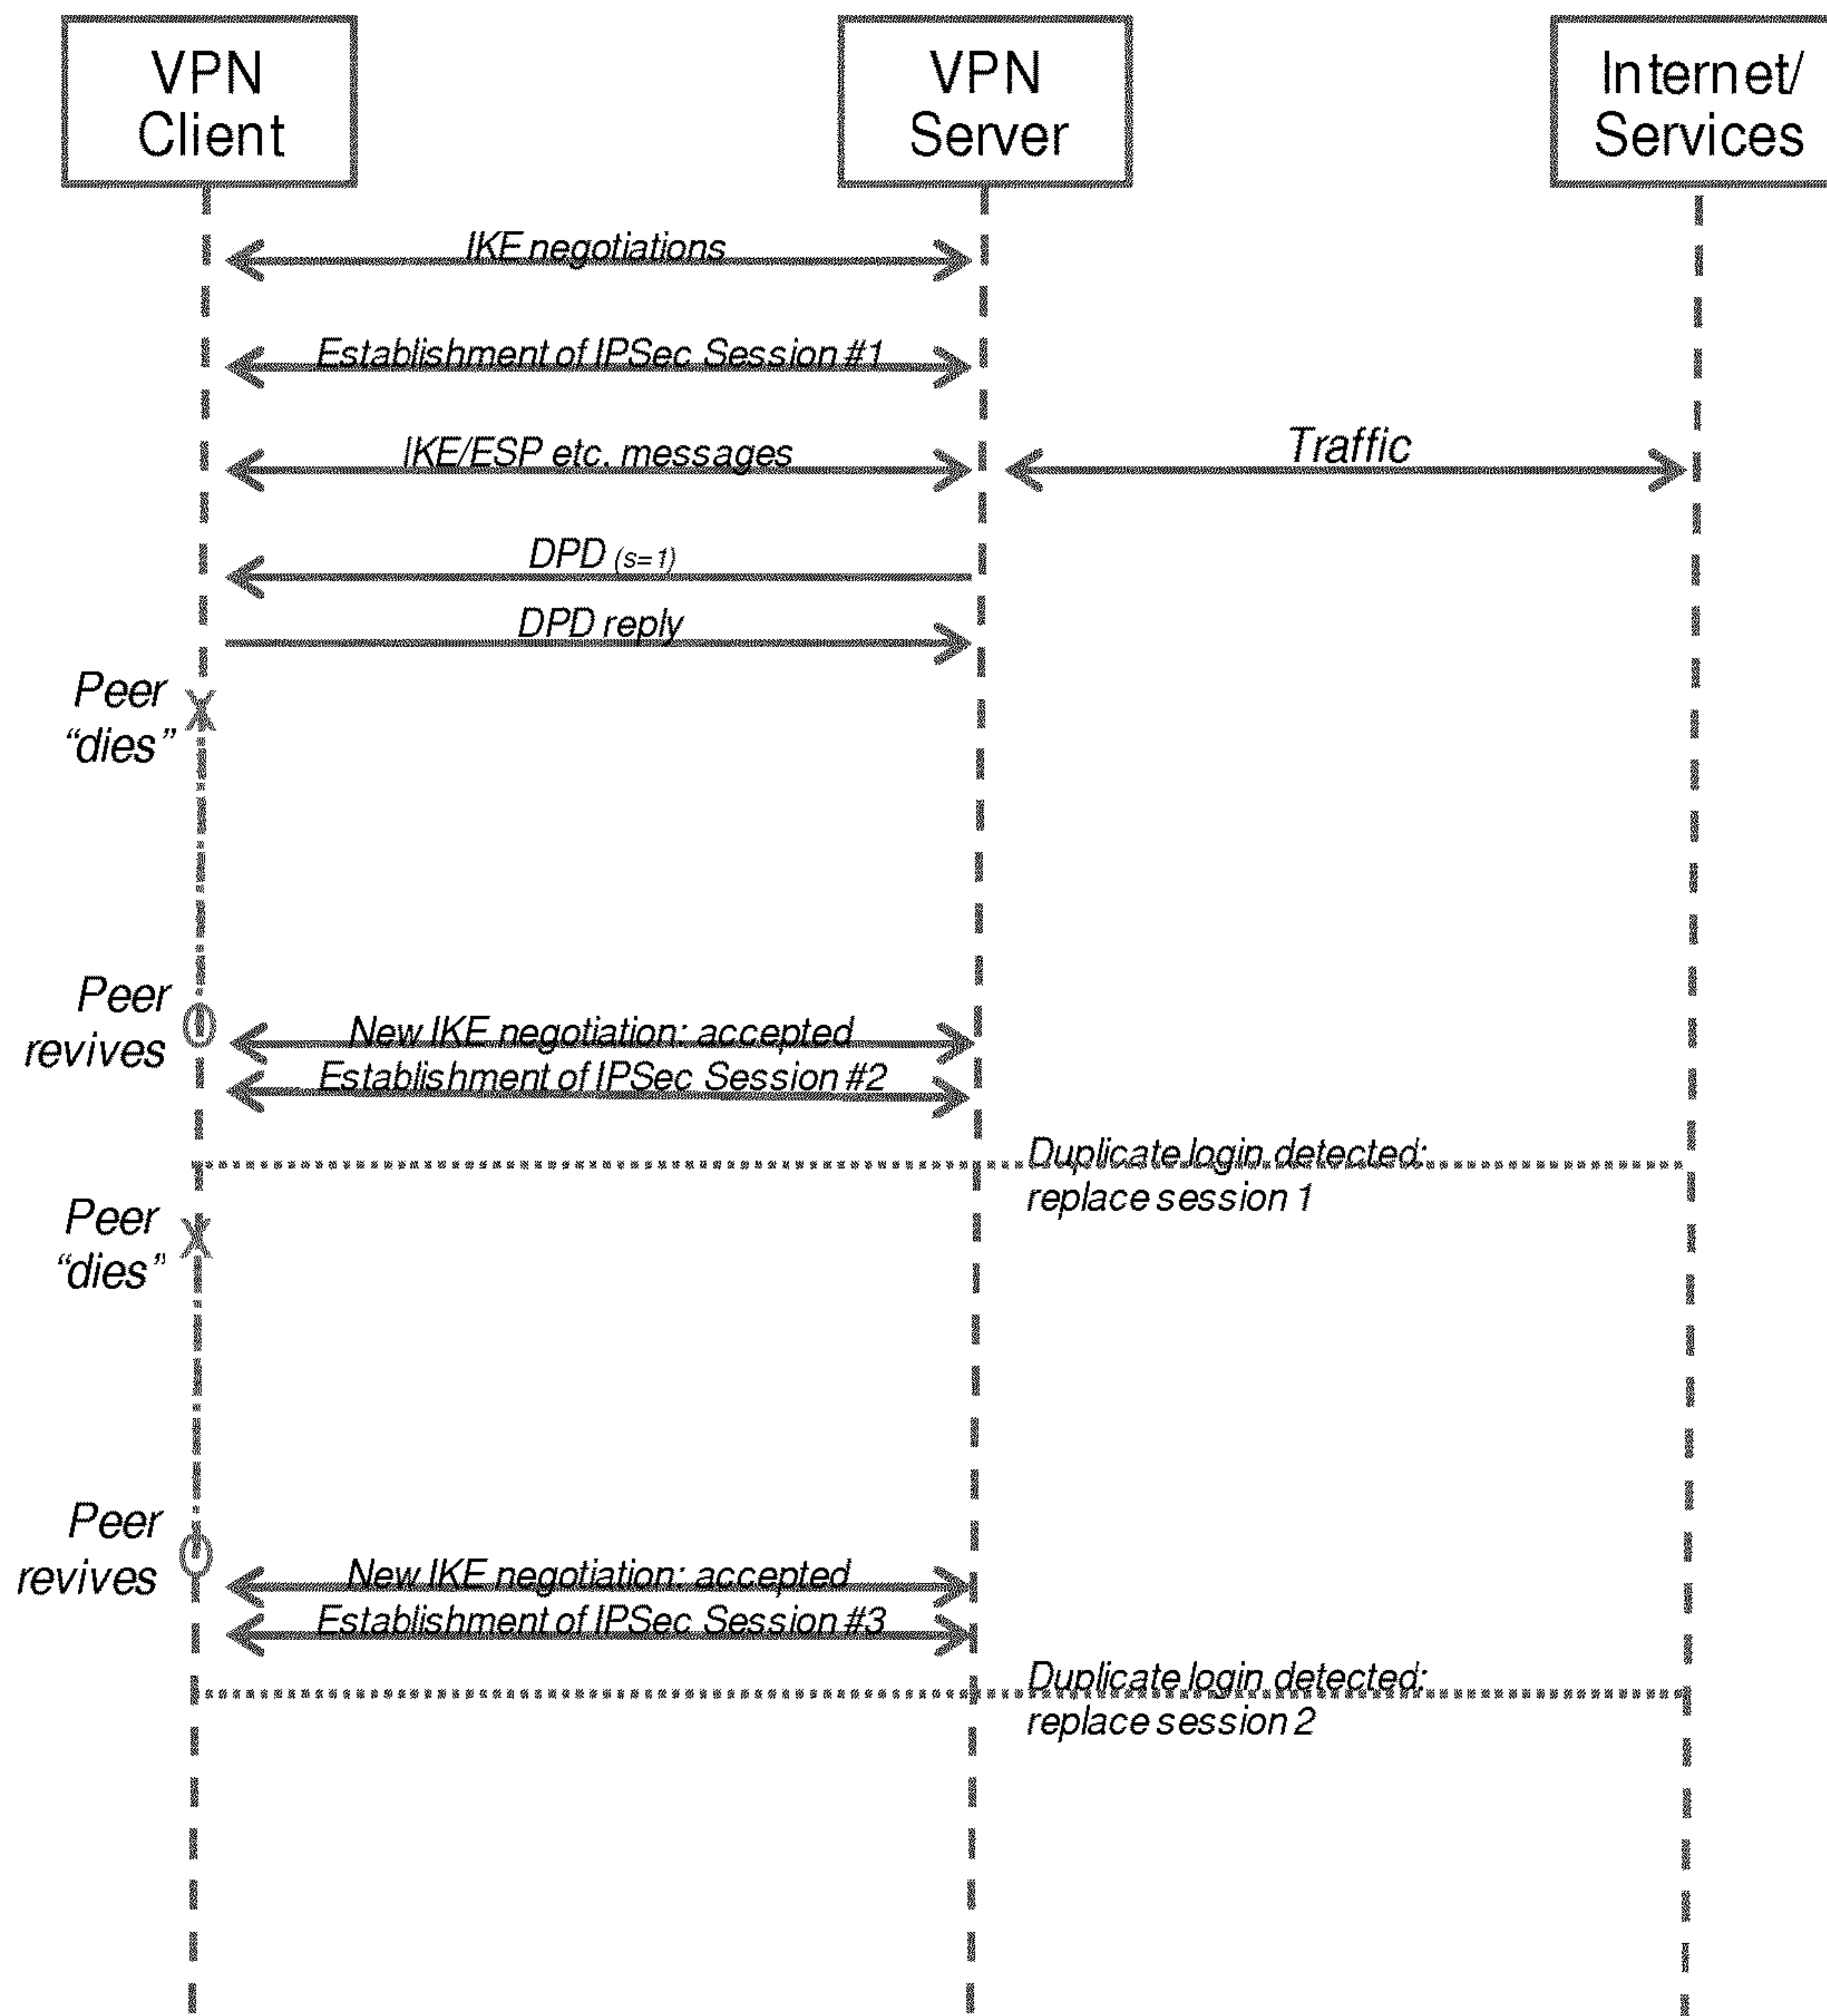 VPN
Client
VPN
Server
Internet/
Services
IKE negotiations
Establishment of IPSec Session #1
IKE/ESP etc. messages
Traffic
DPD (s=1)
DPD reply
Peer
“dies”
Peer
revives
New IKE negotiation: accepted
Establishment of IPSec Session #2
Duplicate login detected:
replace session 1
Peer
“dies”
Peer
revives
New IKE negotiation: accepted
Establishment of IPSec Session #3
Duplicate login detected:
replace session 2